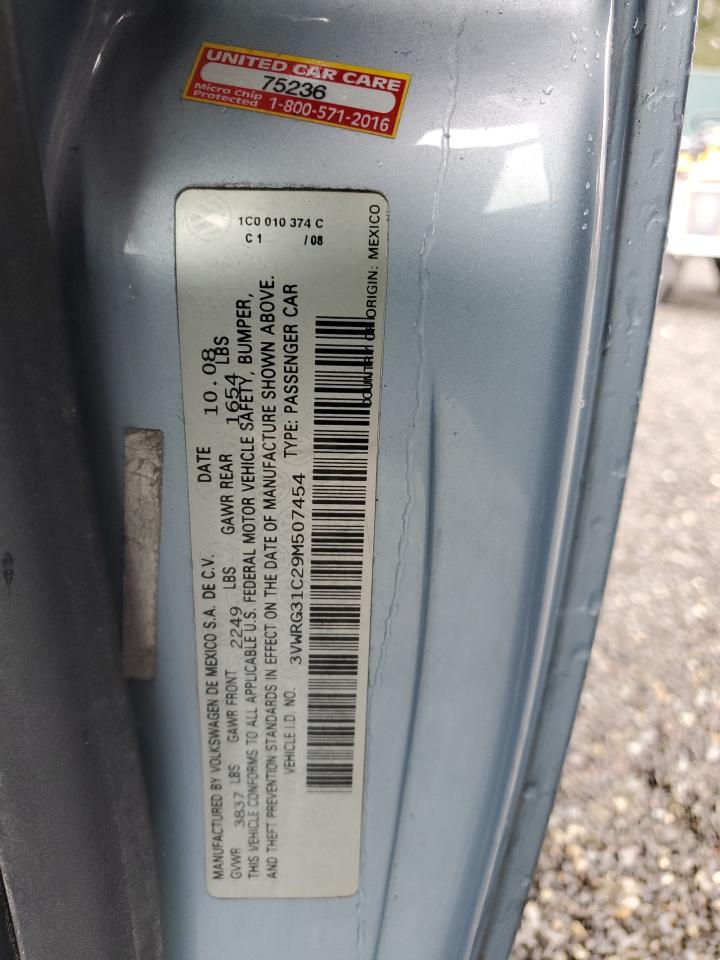 UNITED CAR CARE
75236
Micro Chip
Protected 1-800-571-2016
1C0 010 374 C
C 1 / 08
MANUFACTURED BY VOLKSWAGEN DE MEXICO S.A. DE C.V. DATE 10.08
GVWR 3837 LBS GAWR FRONT 2249 LBS GAWR REAR 1654 LBS
THIS VEHICLE CONFORMS TO ALL APPLICABLE U.S. FEDERAL MOTOR VEHICLE SAFETY, BUMPER,
AND THEFT PREVENTION STANDARDS IN EFFECT ON THE DATE OF MANUFACTURE SHOWN ABOVE.
VEHICLE I.D. NO. 3VWRG31C29M507454 TYPE: PASSENGER CAR
COUNTRY OF ORIGIN: MEXICO